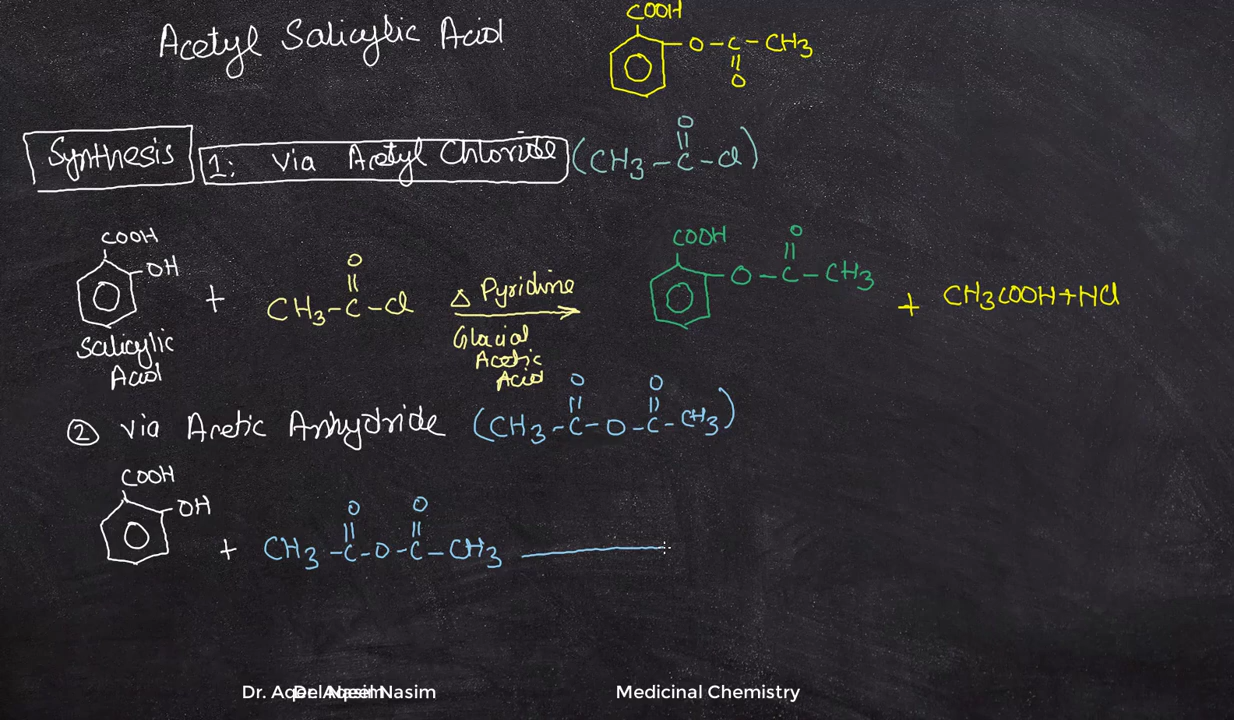 Acetyl Salicylic Acid
COOH
O-C-CH3
O
Synthesis 1: via Acetyl Chloride (CH3-C-Cl)
O
COOH
OH
Salicylic
Acid
+
O
CH3-C-Cl
Δ Pyridine
Glacial
Acetic
Acid
COOH
O
O-C-CH3
+ CH3COOH+HCl
② via Acetic Anhydride (CH3-C-O-C-CH3)
O O
COOH
OH
+
O O
CH3-C-O-C-CH3
Medicinal Chemistry